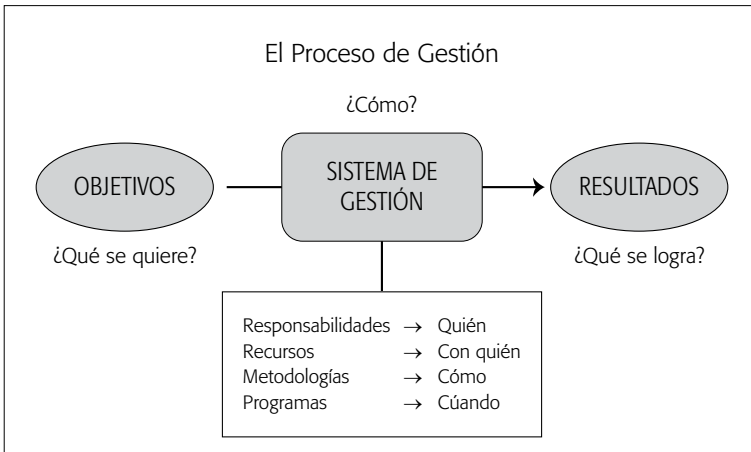 El Proceso de Gestión
¿Cómo?
OBJETIVOS
SISTEMA DE
GESTIÓN
RESULTADOS
¿Qué se quiere?
¿Qué se logra?
Responsabilidades → Quién
Recursos → Con quién
Metodologías → Cómo
Programas → Cúando